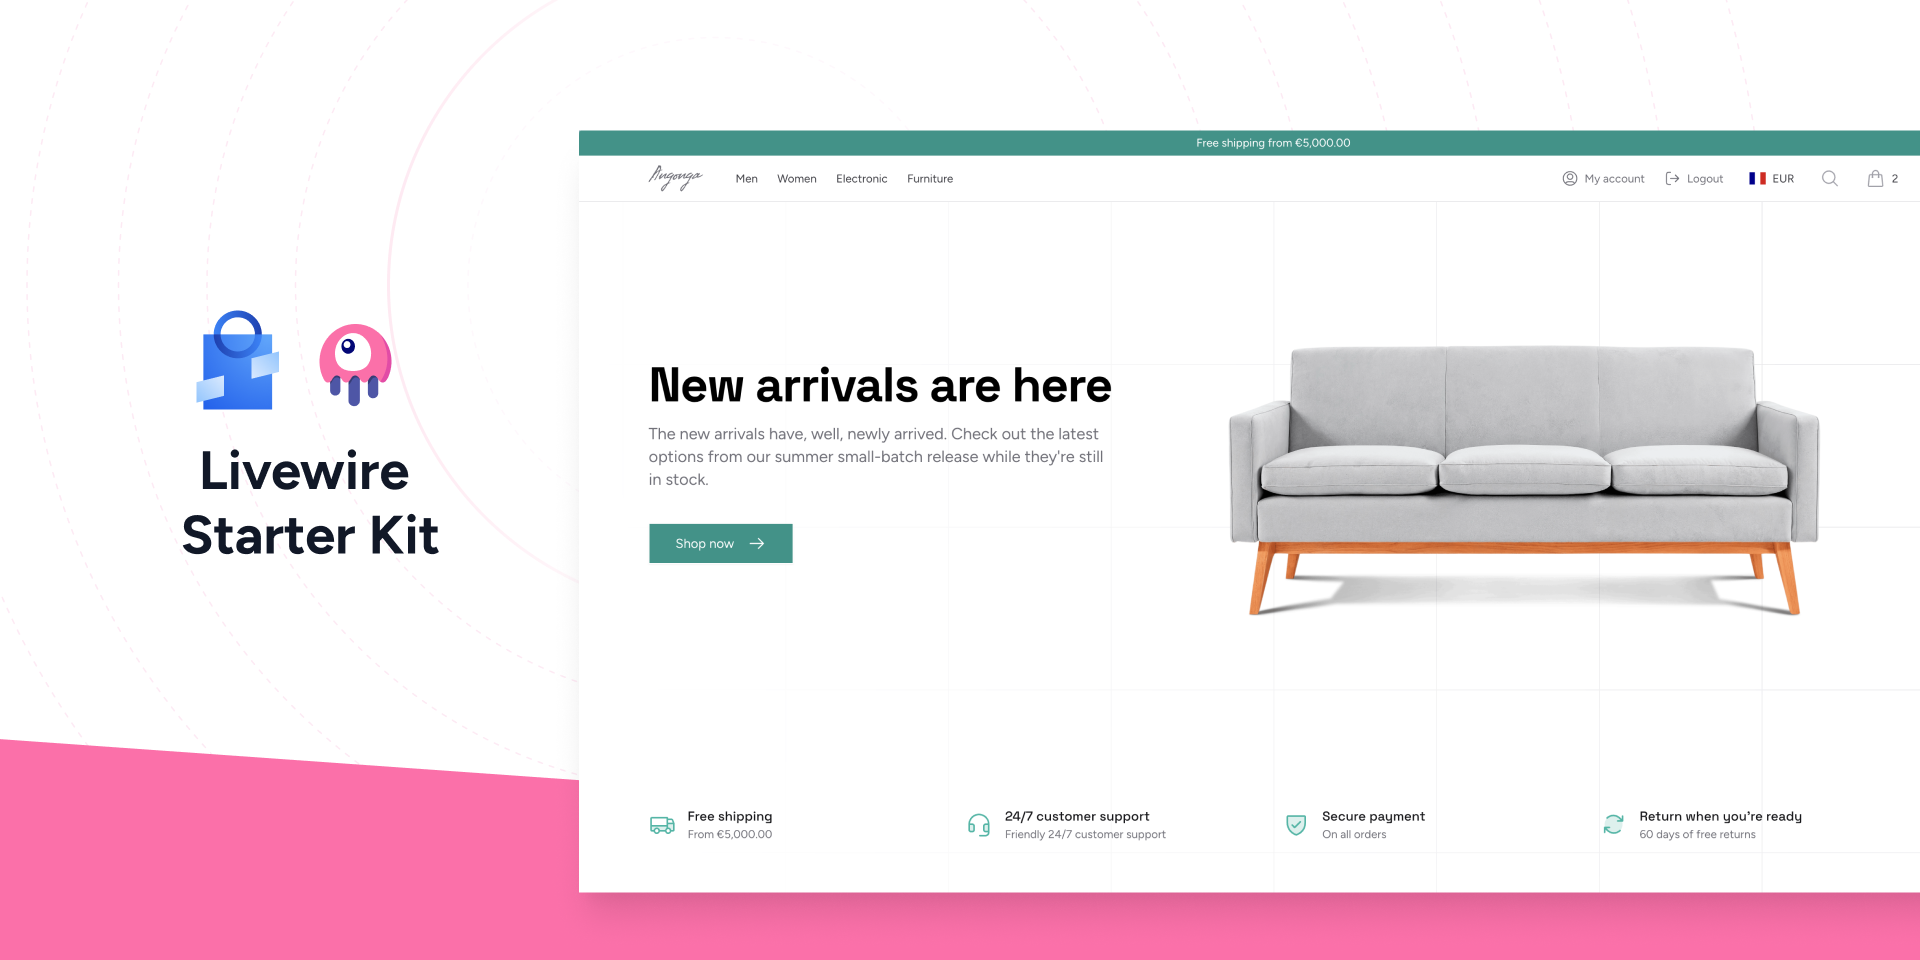 Livewire
Starter Kit
Free shipping from €5,000.00
Angonga
Men Women Electronic Furniture
My account Logout EUR 2
New arrivals are here
The new arrivals have, well, newly arrived. Check out the latest
options from our summer small-batch release while they're still
in stock.
Shop now
Free shipping
From €5,000.00
24/7 customer support
Friendly 24/7 customer support
Secure payment
On all orders
Return when you're ready
60 days of free returns